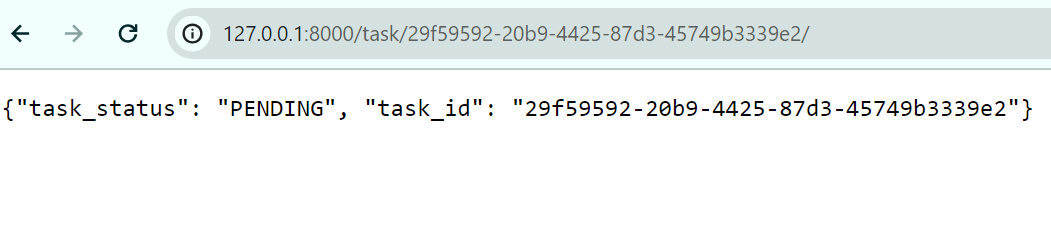 127.0.0.1:8000/task/29f59592-20b9-4425-87d3-45749b3339e2/
{"task_status": "PENDING", "task_id": "29f59592-20b9-4425-87d3-45749b3339e2"}